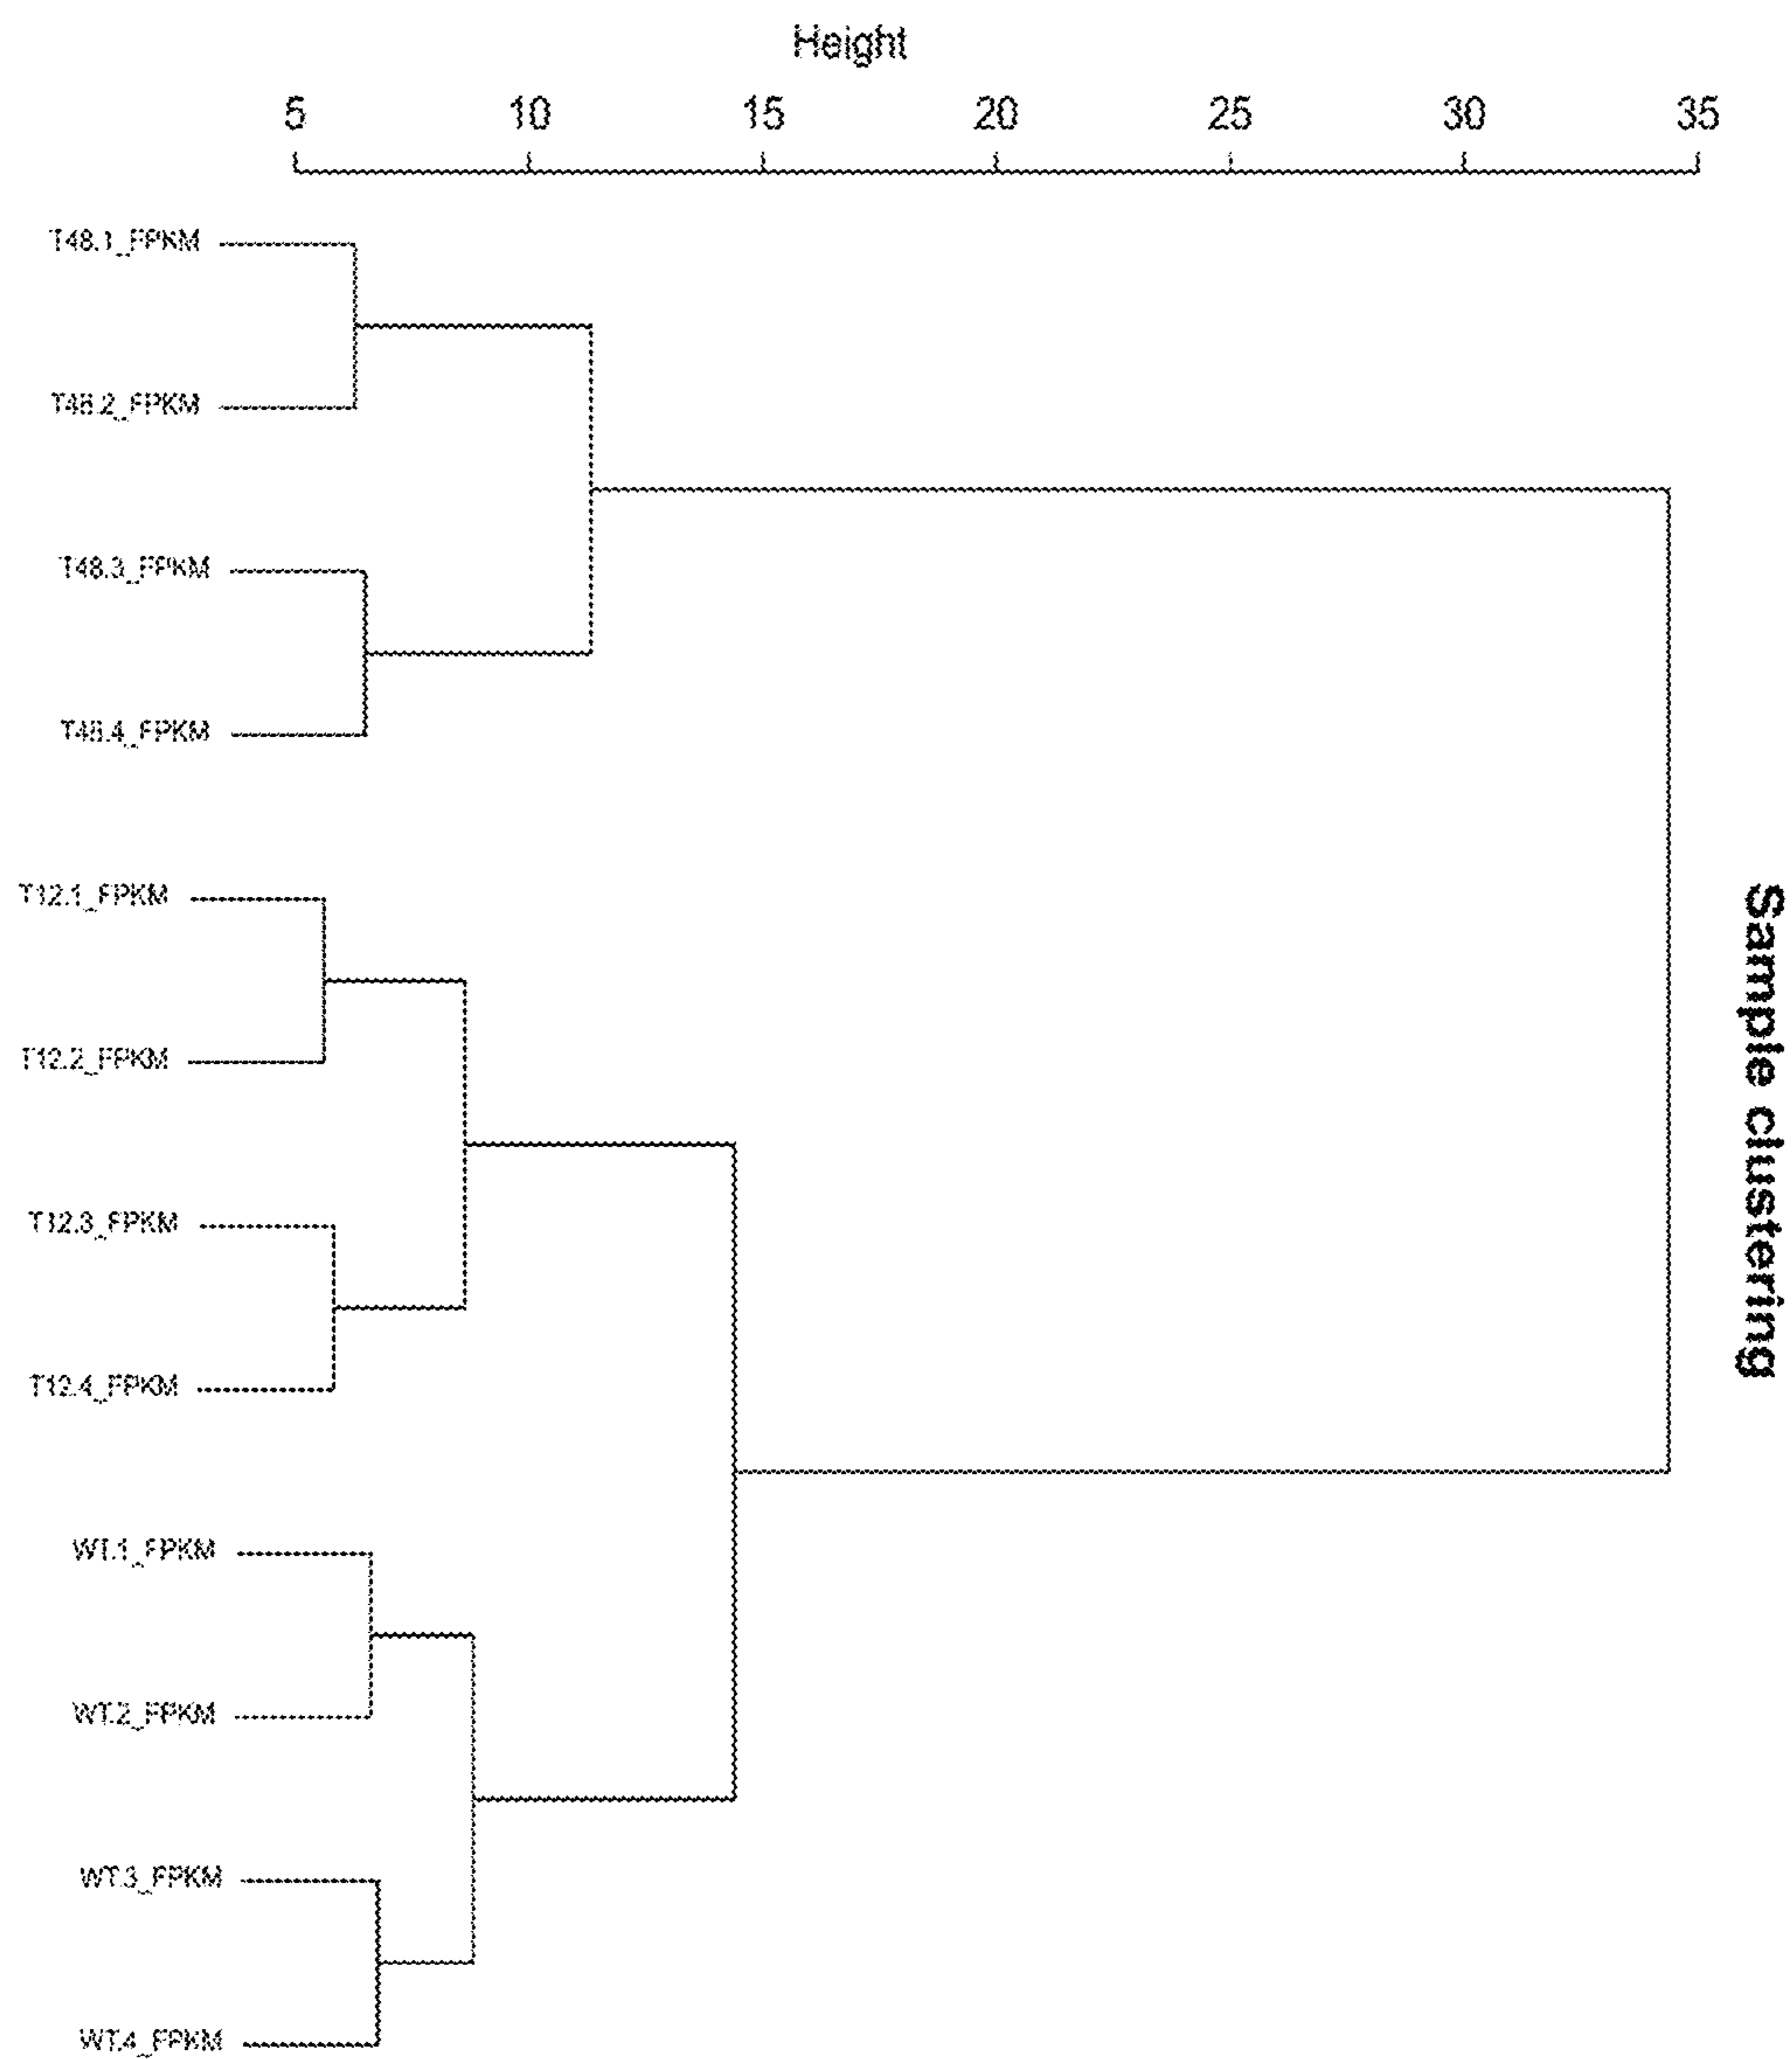 Height
5 10 15 20 25 30 35
T48.1_FPKM
T48.2_FPKM
T48.3_FPKM
T48.4_FPKM
T12.1_FPKM
T12.2_FPKM
T12.3_FPKM
T12.4_FPKM
WT.1_FPKM
WT.2_FPKM
WT.3_FPKM
WT.4_FPKM
Sample clustering